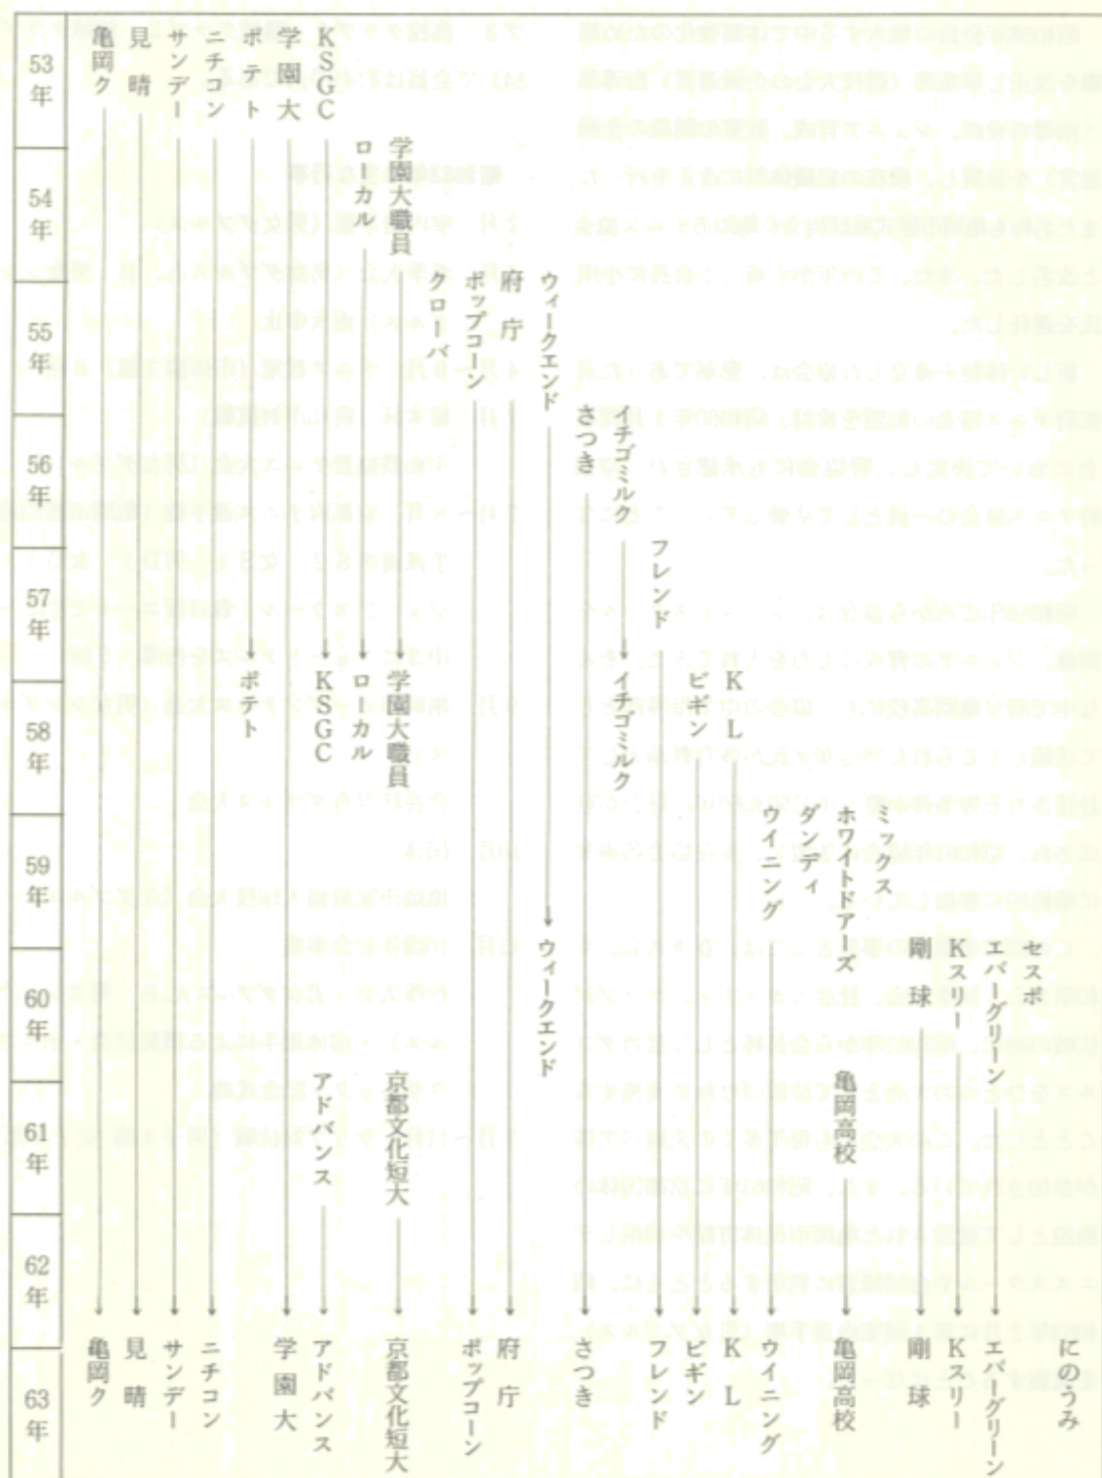 53年
亀岡ク
見晴
サンデー
ニチコン
ポテト
学園大
KSGC
54年
ローカル
学園大職員
55年
クローバ
ポップコーン
府庁
ウィークエンド
56年
さつき
イチゴミルク
57年
フレンド
58年
ポテト
KSGC
ローカル
学園大職員
イチゴミルク
ビギン
KL
59年
ウイニング
ダンディ
ホワイトドアーズ
ミックス
60年
ウィークエンド
剛球
Kスリー
エバーグリーン
セスポ
61年
アドバンス
京都文化短大
亀岡高校
62年
63年
亀岡ク
見晴
サンデー
ニチコン
学園大
アドバンス
京都文化短大
ポップコーン
府庁
さつき
フレンド
ビギン
KL
ウイニング
亀岡高校
剛球
Kスリー
エバーグリーン
にのうみ